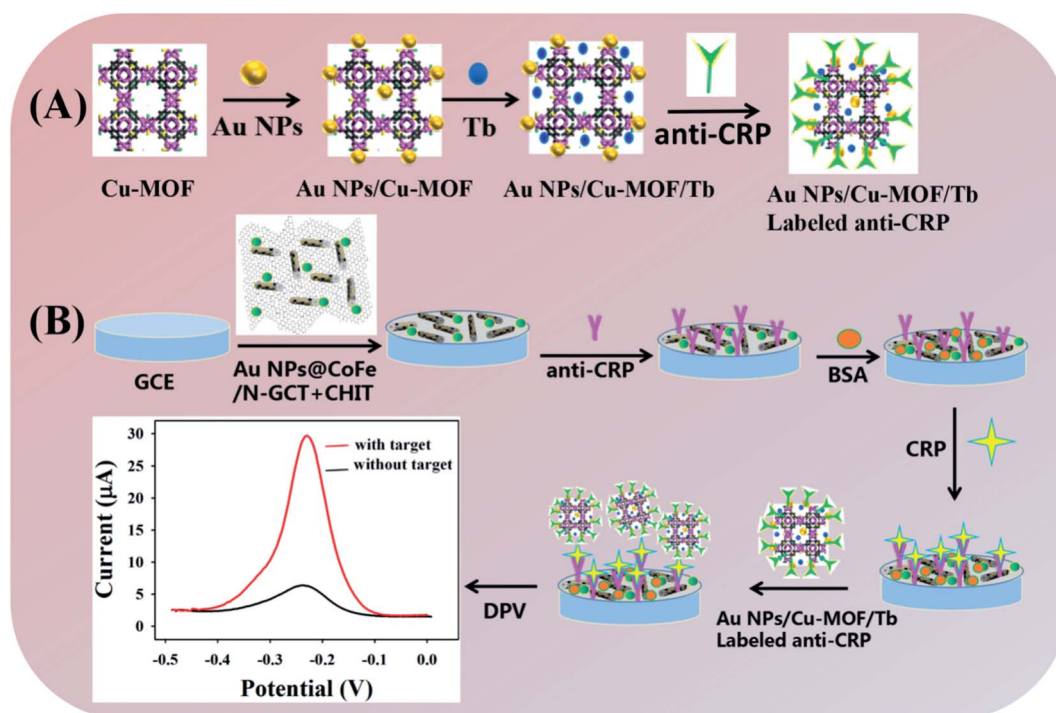 (A)
Au NPs
Tb
anti-CRP
Cu-MOF
Au NPs/Cu-MOF
Au NPs/Cu-MOF/Tb
Au NPs/Cu-MOF/Tb
Labeled anti-CRP
(B)
GCE
Au NPs@CoFe
/N-GCT+CHIT
anti-CRP
BSA
CRP
Au NPs/Cu-MOF/Tb
Labeled anti-CRP
DPV
with target
without target
Current (μA)
30
25
20
15
10
5
0
-0.5
-0.4
-0.3
-0.2
-0.1
0.0
Potential (V)